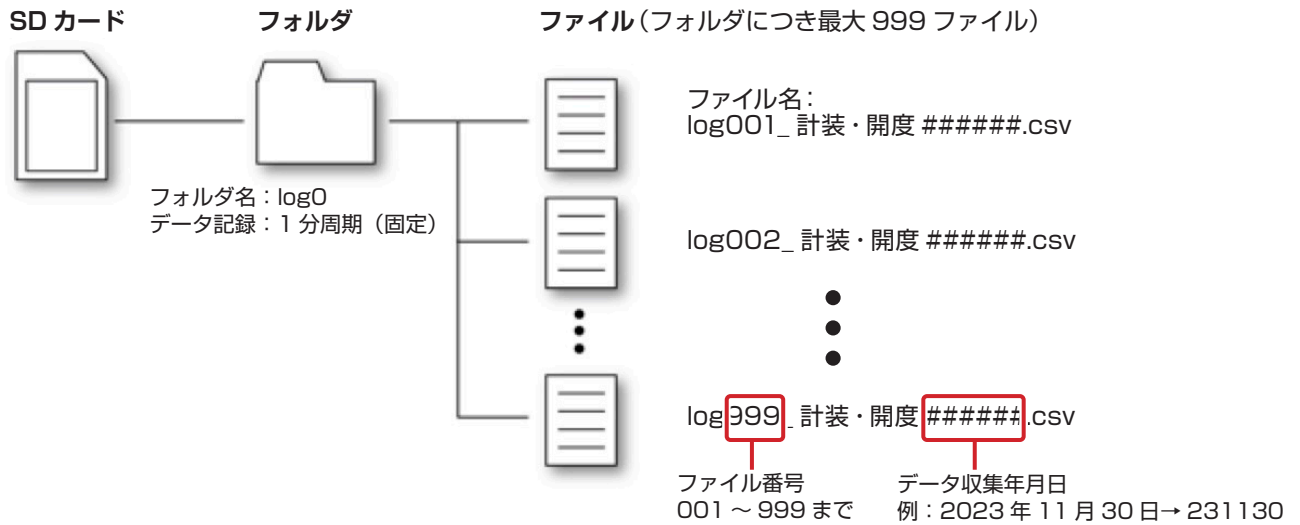 SD カード
フォルダ
ファイル（フォルダにつき最大 999 ファイル）
ファイル名：
log001_ 計装・開度 ######.csv
フォルダ名：log0
データ記録：1 分周期（固定）
log002_ 計装・開度 ######.csv
log999_ 計装・開度 ######.csv
ファイル番号
001 ～ 999 まで
データ収集年月日
例：2023 年 11 月 30 日→ 231130